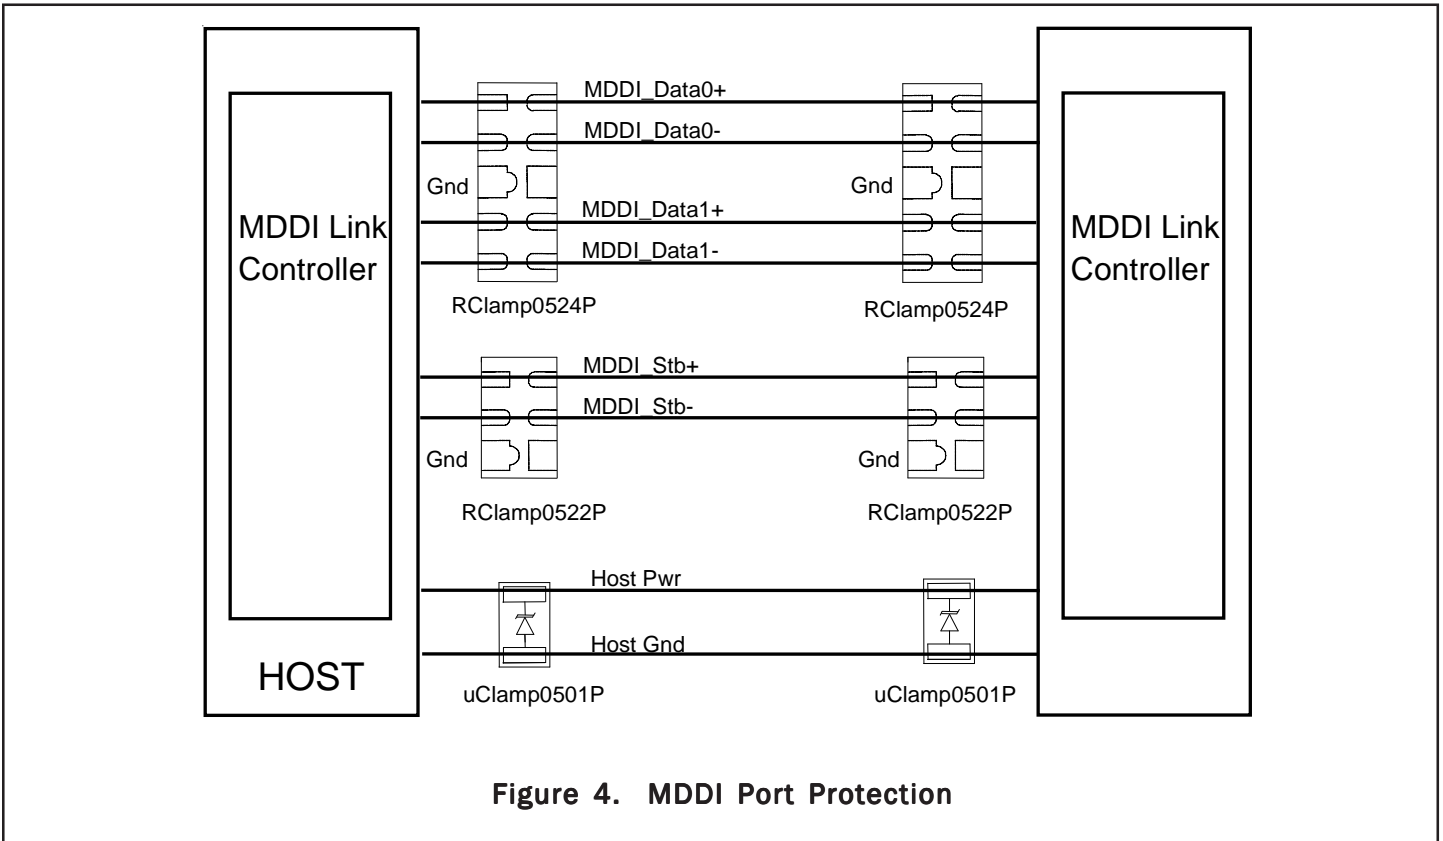 MDDI_Data0+
MDDI_Data0-
Gnd
Gnd
MDDI_Data1+
MDDI Link
Controller
MDDI Link
Controller
MDDI_Data1-
RClamp0524P
RClamp0524P
MDDI_Stb+
MDDI_Stb-
Gnd
Gnd
RClamp0522P
RClamp0522P
Host Pwr
Host Gnd
HOST
uClamp0501P
uClamp0501P
Figure 4. MDDI Port Protection